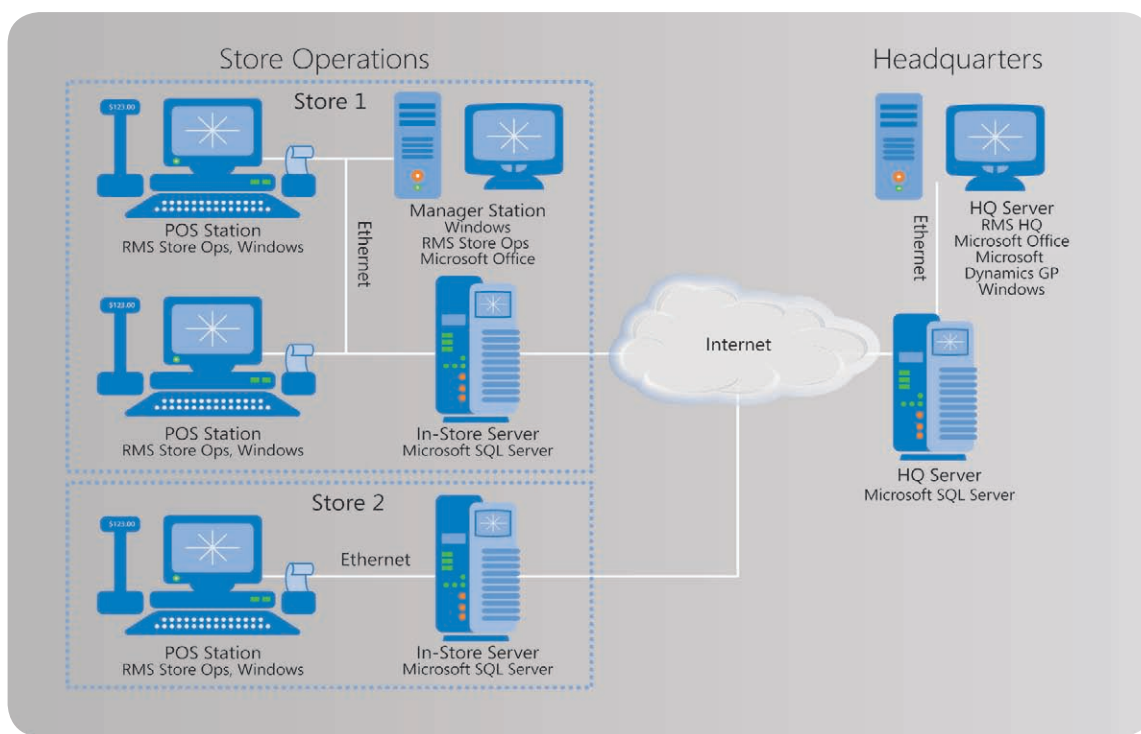 Store Operations
Headquarters
Store 1
$123.00
POS Station
RMS Store Ops, Windows
Ethernet
Manager Station
Windows
RMS Store Ops
Microsoft Office
$123.00
POS Station
RMS Store Ops, Windows
In-Store Server
Microsoft SQL Server
Internet
Ethernet
HQ Server
RMS HQ
Microsoft Office
Microsoft
Dynamics GP
Windows
HQ Server
Microsoft SQL Server
Store 2
$123.00
POS Station
RMS Store Ops, Windows
Ethernet
In-Store Server
Microsoft SQL Server